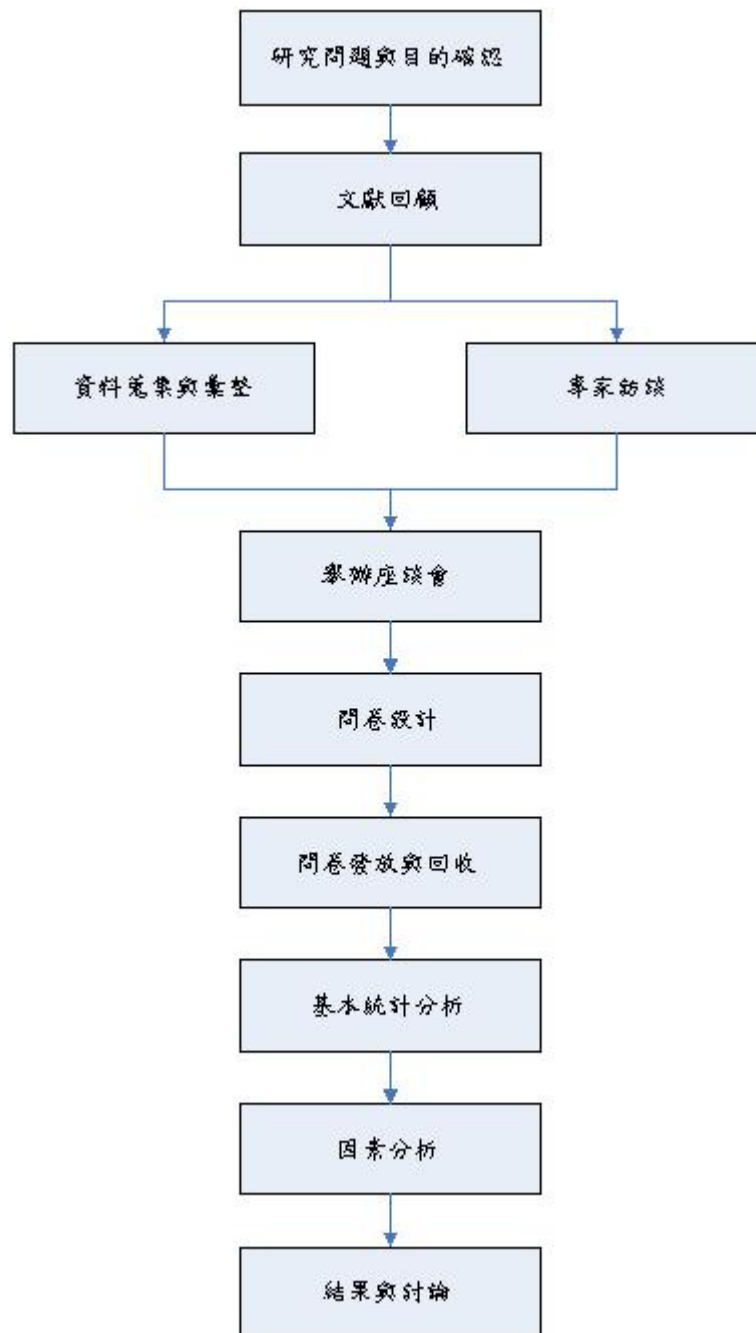 研究問題與目的確認
文獻回顧
資料蒐集與彙整
專家訪談
舉辦座談會
問卷設計
問卷發放與回收
基本統計分析
因素分析
結果與討論